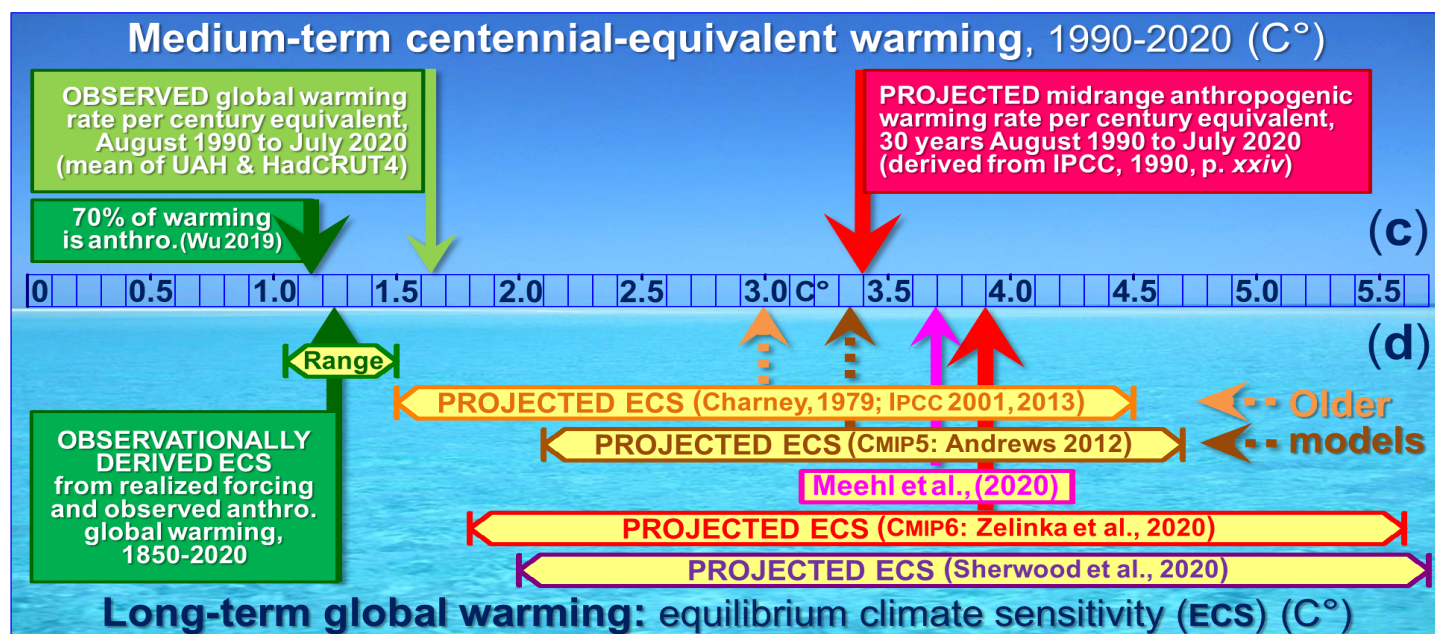 Medium-term centennial-equivalent warming, 1990-2020 (C°)
OBSERVED global warming
rate per century equivalent,
August 1990 to July 2020
(mean of UAH & HadCRUT4)
PROJECTED midrange anthropogenic
warming rate per century equivalent,
30 years August 1990 to July 2020
(derived from IPCC, 1990, p. xxiv)
70% of warming
is anthro. (Wu 2019)
(c)
0 0.5 1.0 1.5 2.0 2.5 3.0 C° 3.5 4.0 4.5 5.0 5.5
(d)
Range
PROJECTED ECS (Charney, 1979; IPCC 2001, 2013)
Older
models
PROJECTED ECS (CMIP5: Andrews 2012)
Meehl et al., (2020)
PROJECTED ECS (CMIP6: Zelinka et al., 2020)
PROJECTED ECS (Sherwood et al., 2020)
OBSERVATIONALLY
DERIVED ECS
from realized forcing
and observed anthro.
global warming,
1850-2020
Long-term global warming: equilibrium climate sensitivity (ECS) (C°)